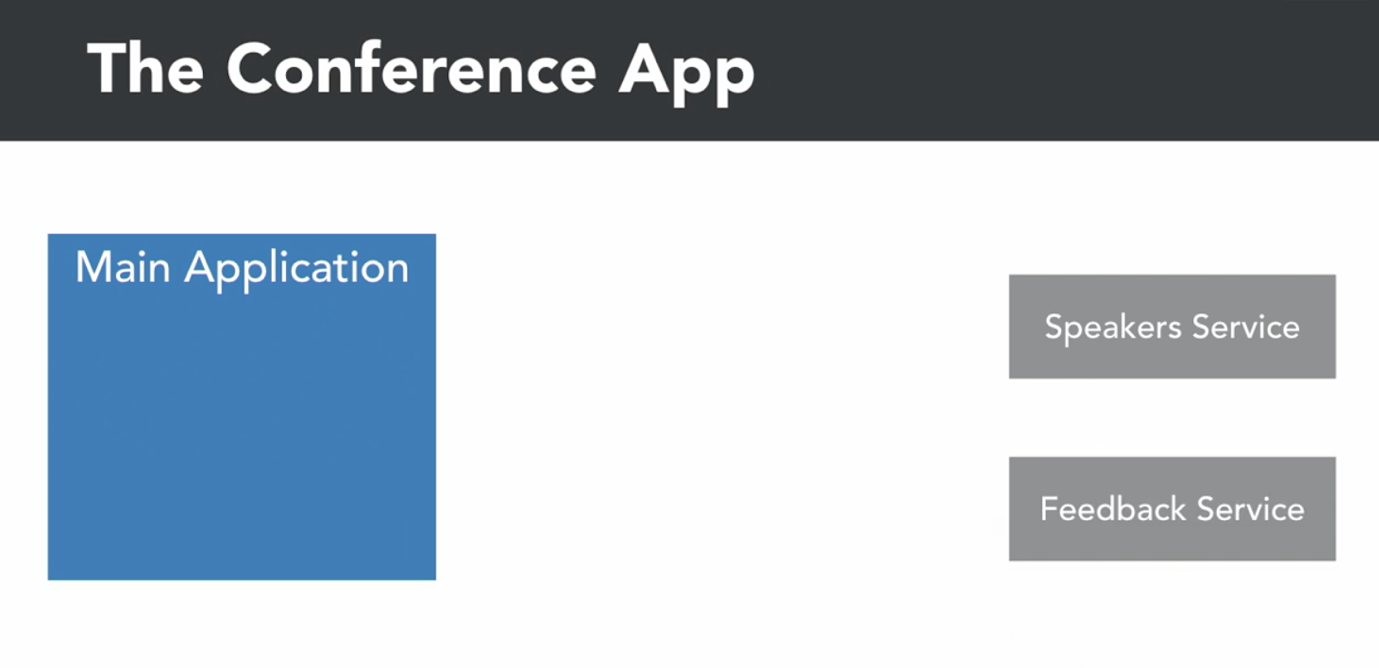 The Conference App
Main Application
Speakers Service
Feedback Service